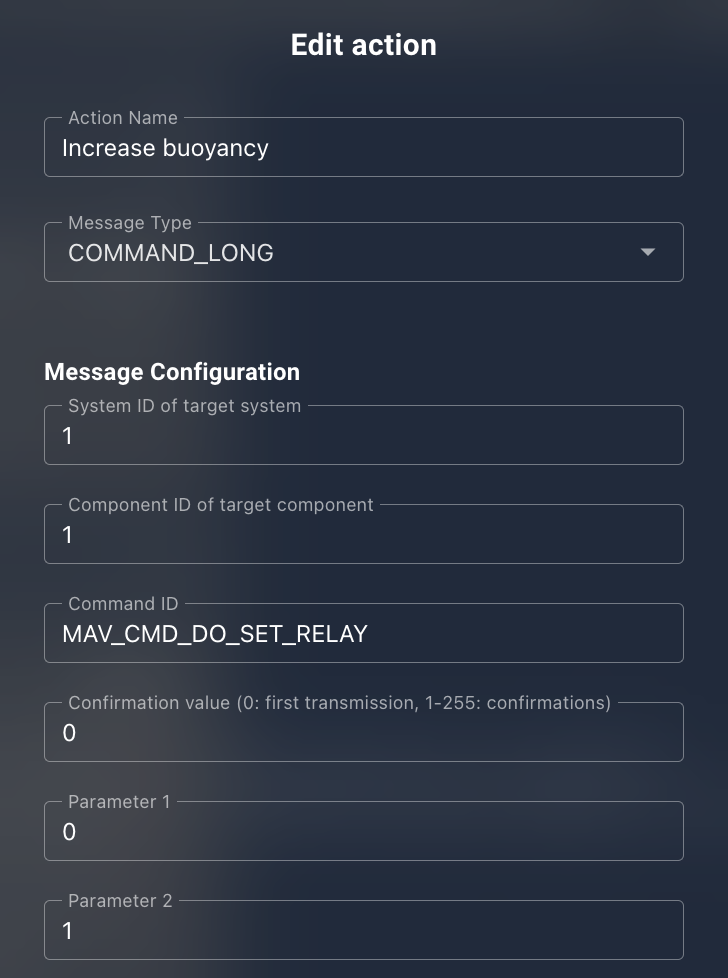 Edit action
Action Name
Increase buoyancy
Message Type
COMMAND_LONG
Message Configuration
System ID of target system
1
Component ID of target component
1
Command ID
MAV_CMD_DO_SET_RELAY
Confirmation value (0: first transmission, 1-255: confirmations)
0
Parameter 1
0
Parameter 2
1